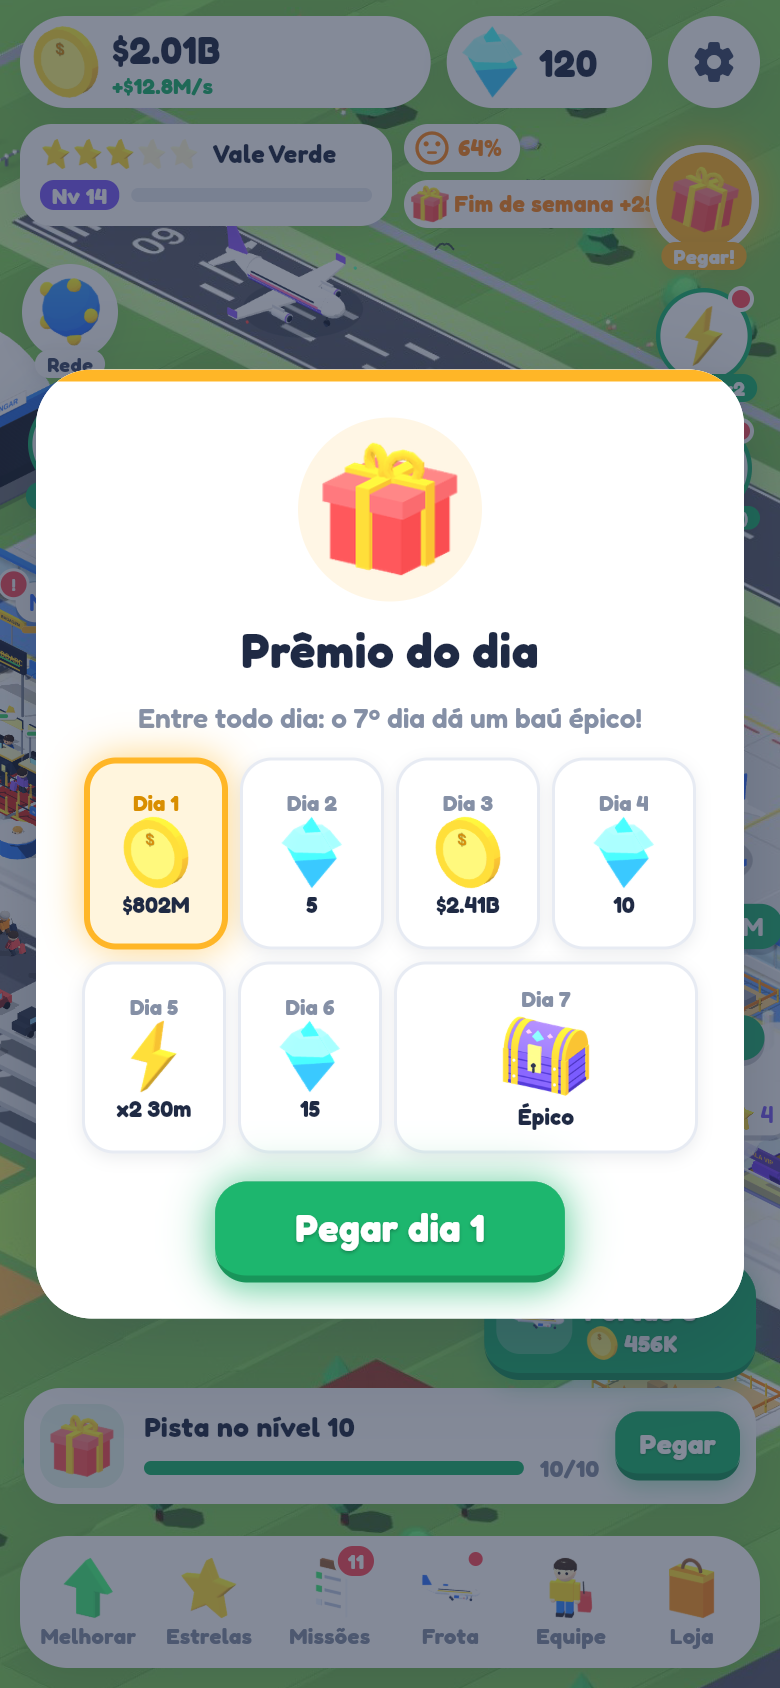 $2.01B
+$12.8M/s
120
Vale Verde
Nv 14
64%
Fim de semana +25
Pegar!
09
Rede
Prêmio do dia
Entre todo dia: o 7º dia dá um baú épico!
Dia 1
$802M
Dia 2
5
Dia 3
$2.41B
Dia 4
10
Dia 5
x2 30m
Dia 6
15
Dia 7
Épico
Pegar dia 1
M
4
456K
Pista no nível 10
10/10
Pegar
11
Melhorar
Estrelas
Missões
Frota
Equipe
Loja